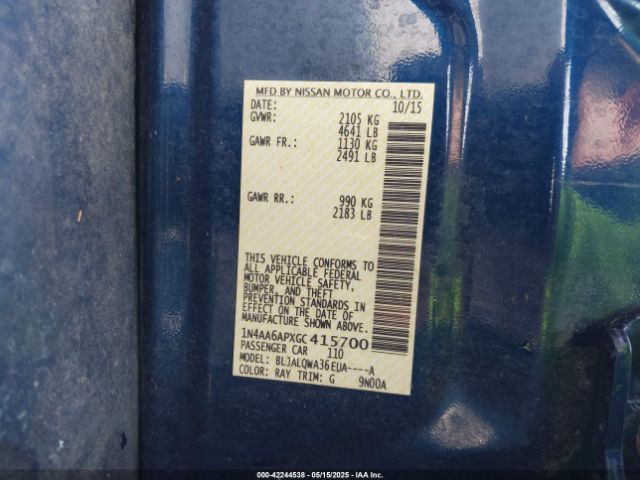 MFD BY NISSAN MOTOR CO., LTD.
DATE: 10/15
GVWR: 2105 KG
4641 LB
GAWR FR.: 1130 KG
2491 LB
GAWR RR.: 990 KG
2183 LB
THIS VEHICLE CONFORMS TO
ALL APPLICABLE FEDERAL
MOTOR VEHICLE SAFETY,
BUMPER, AND THEFT
PREVENTION STANDARDS IN
EFFECT ON THE DATE OF
MANUFACTURE SHOWN ABOVE.
1N4AA6APXGC415700
PASSENGER CAR 110
MODEL: BLJALQWA36EUA----A
COLOR: RAY TRIM: G 9N00A
000-42244538 - 05/15/2025 - IAA Inc.